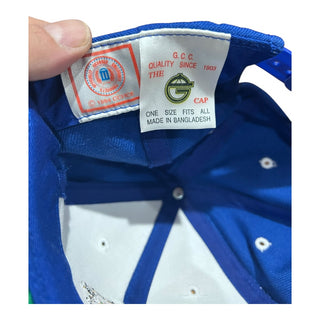 G.C.C.
QUALITY SINCE 1903
THE
G
CAP
ONE SIZE FITS ALL
MADE IN BANGLADESH